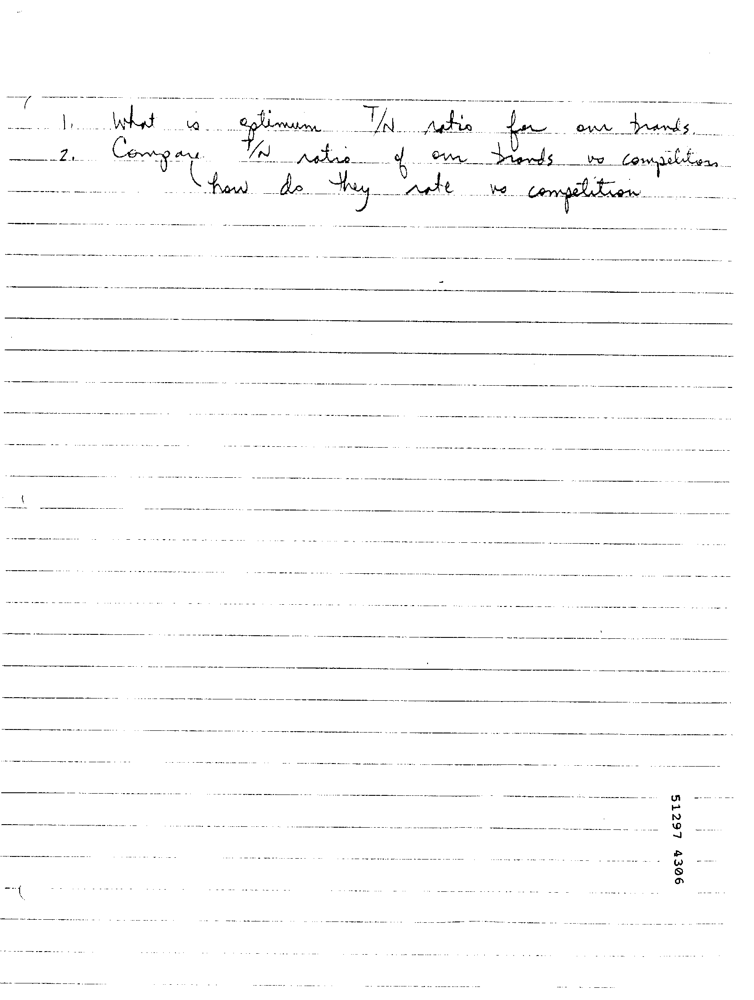 1. What is optimum T/N ratio for our brands.
2. Compare T/N ratio of our brands vs competitors
(how do they rate vs competition
51297 4306